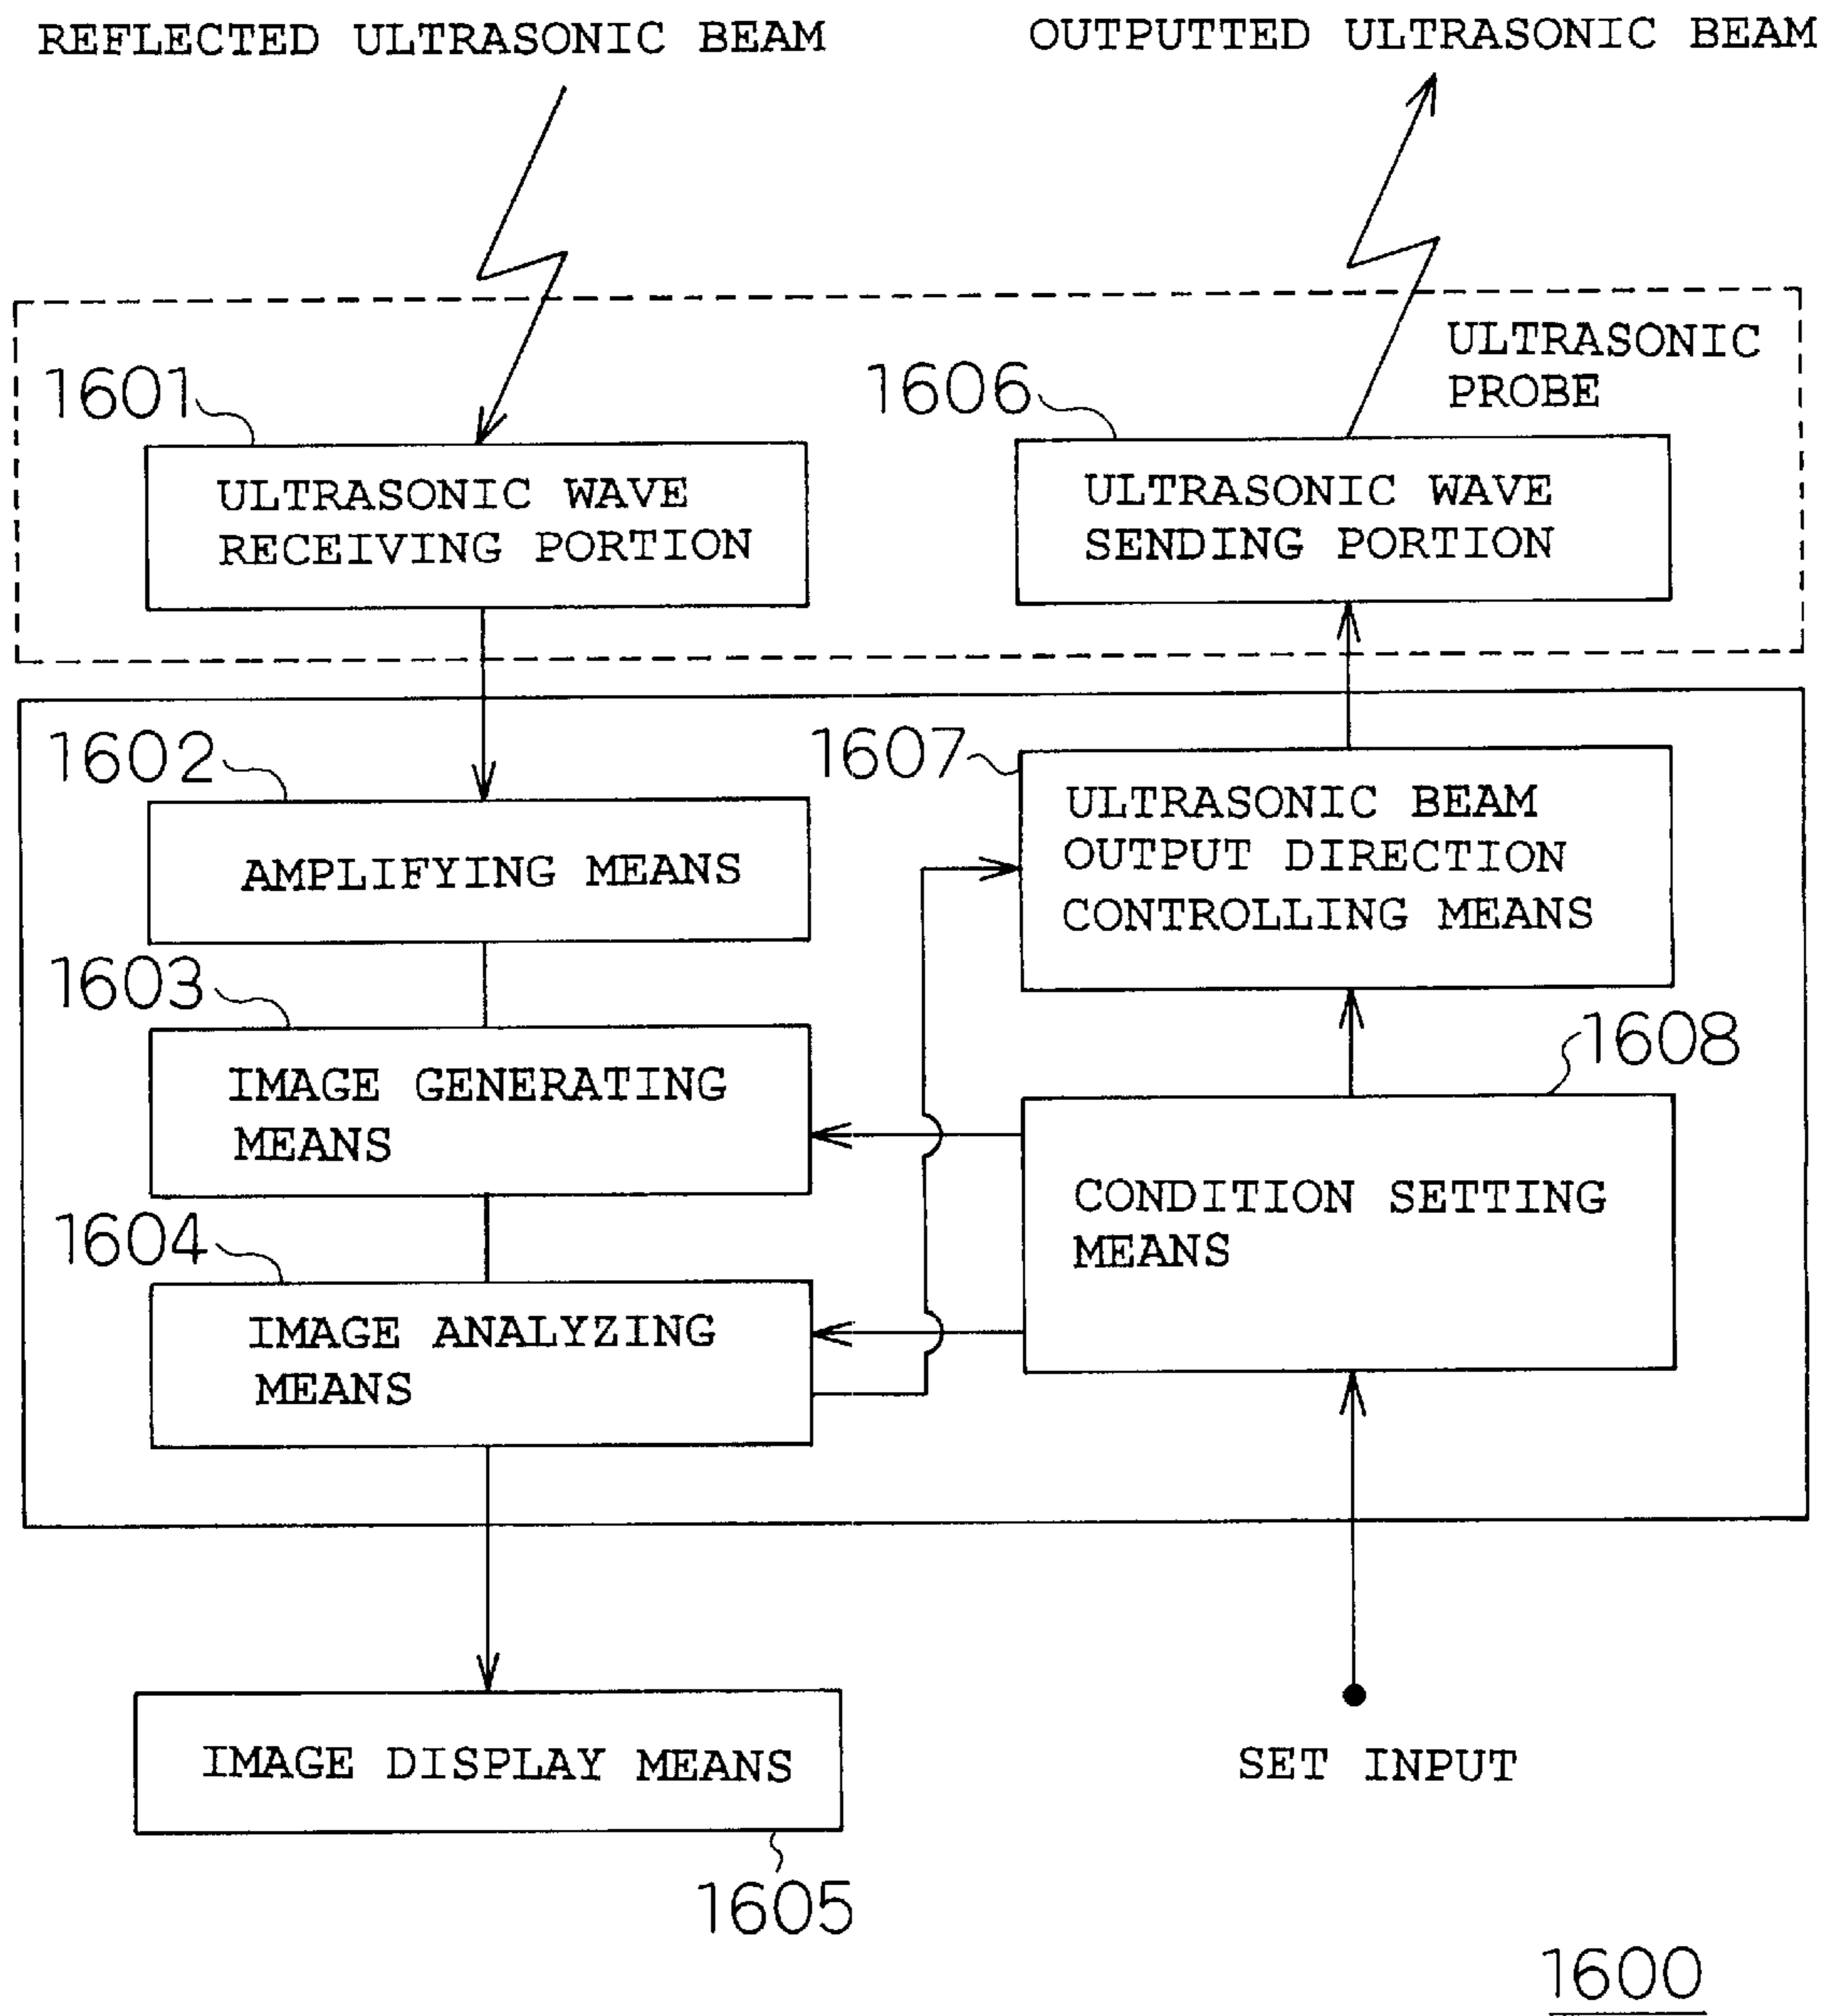 REFLECTED ULTRASONIC BEAM
OUTPUTTED ULTRASONIC BEAM
ULTRASONIC
PROBE
1601
ULTRASONIC WAVE
RECEIVING PORTION
1606
ULTRASONIC WAVE
SENDING PORTION
1602
AMPLIFYING MEANS
1607
ULTRASONIC BEAM
OUTPUT DIRECTION
CONTROLLING MEANS
1603
IMAGE GENERATING
MEANS
1608
CONDITION SETTING
MEANS
1604
IMAGE ANALYZING
MEANS
IMAGE DISPLAY MEANS
1605
SET INPUT
1600